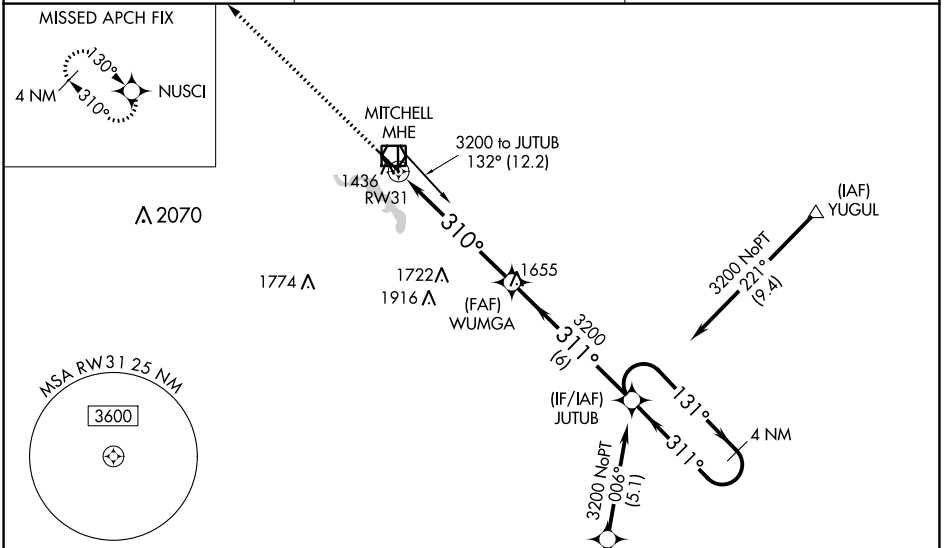 MISSED APCH FIX
130°
4 NM
NUSCI
310°
MITCHELL
MHE
3200 to JUTUB
132° (12.2)
1436
RW31
2070
310°
(IAF)
YUGUL
3200 NoPT
221°
(9.4)
1774
1722
1655
1916
(FAF)
WUMGA
3200
311°
(6)
MSA RW31 25 NM
3600
(IF/IAF)
JUTUB
131°
4 NM
311°
3200 NoPT
006°
(5.1)